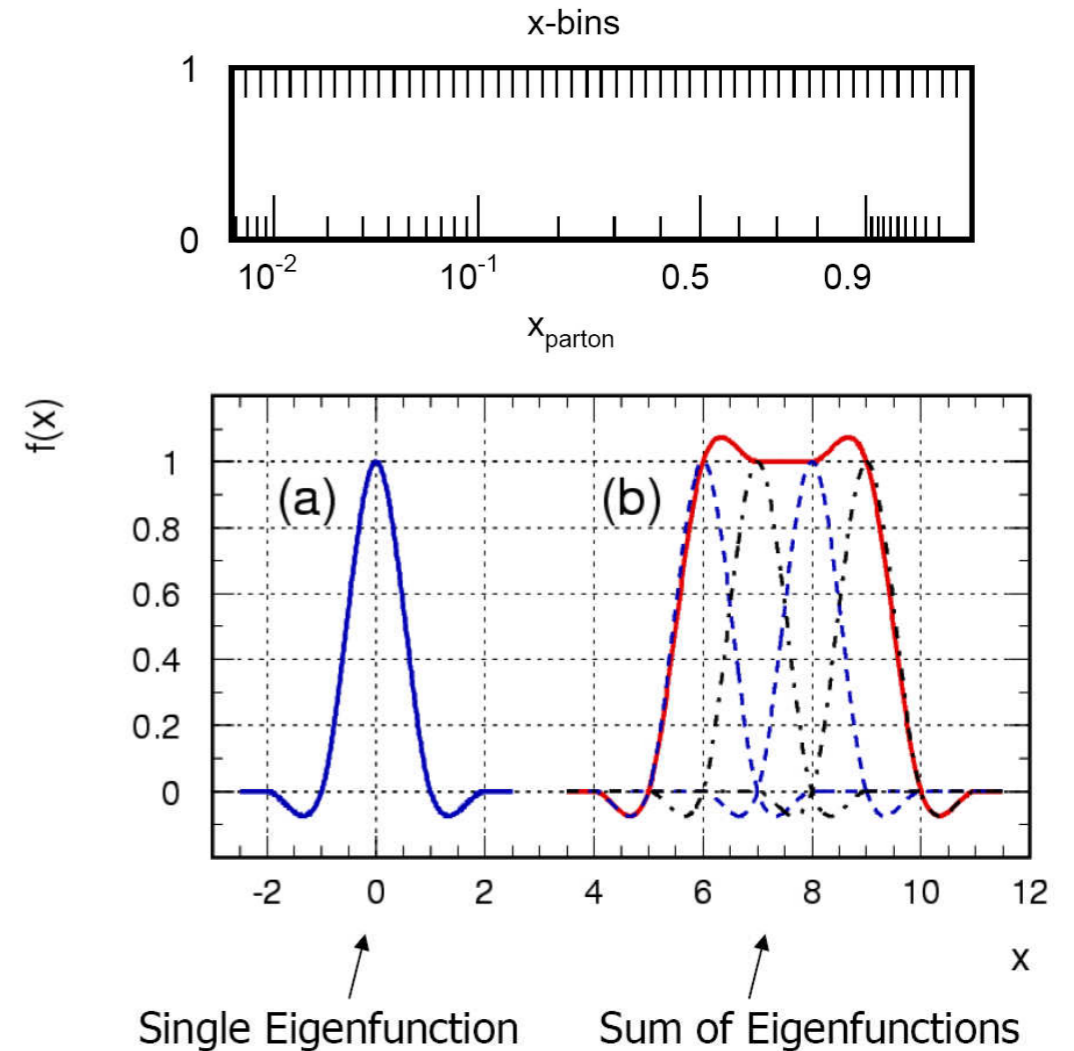 x-bins
1
0
10⁻² 10⁻¹ 0.5 0.9
x_parton
f(x)
(a) (b)
1
0.8
0.6
0.4
0.2
0
-2 0 2 4 6 8 10 12
x
Single Eigenfunction Sum of Eigenfunctions